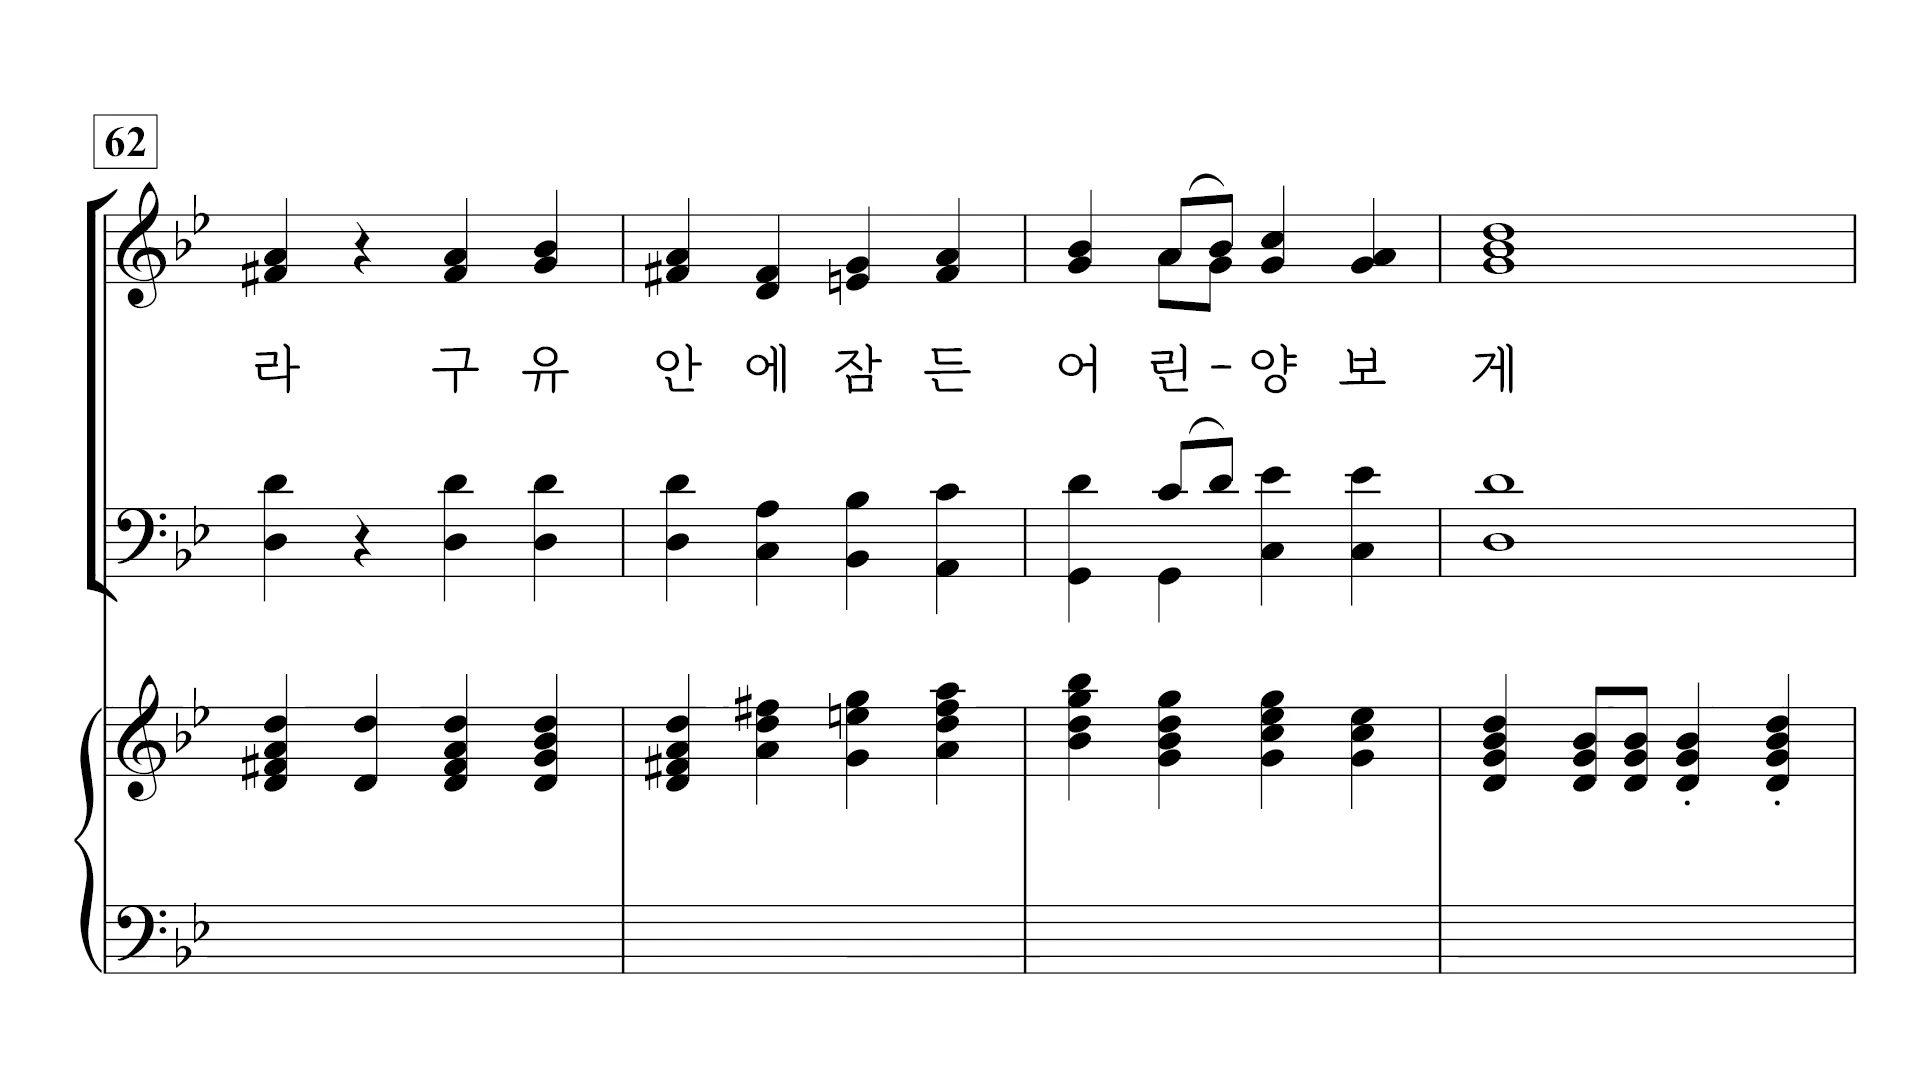 62
라 구 유 안 에 잠 든 어 린 - 양 보 게